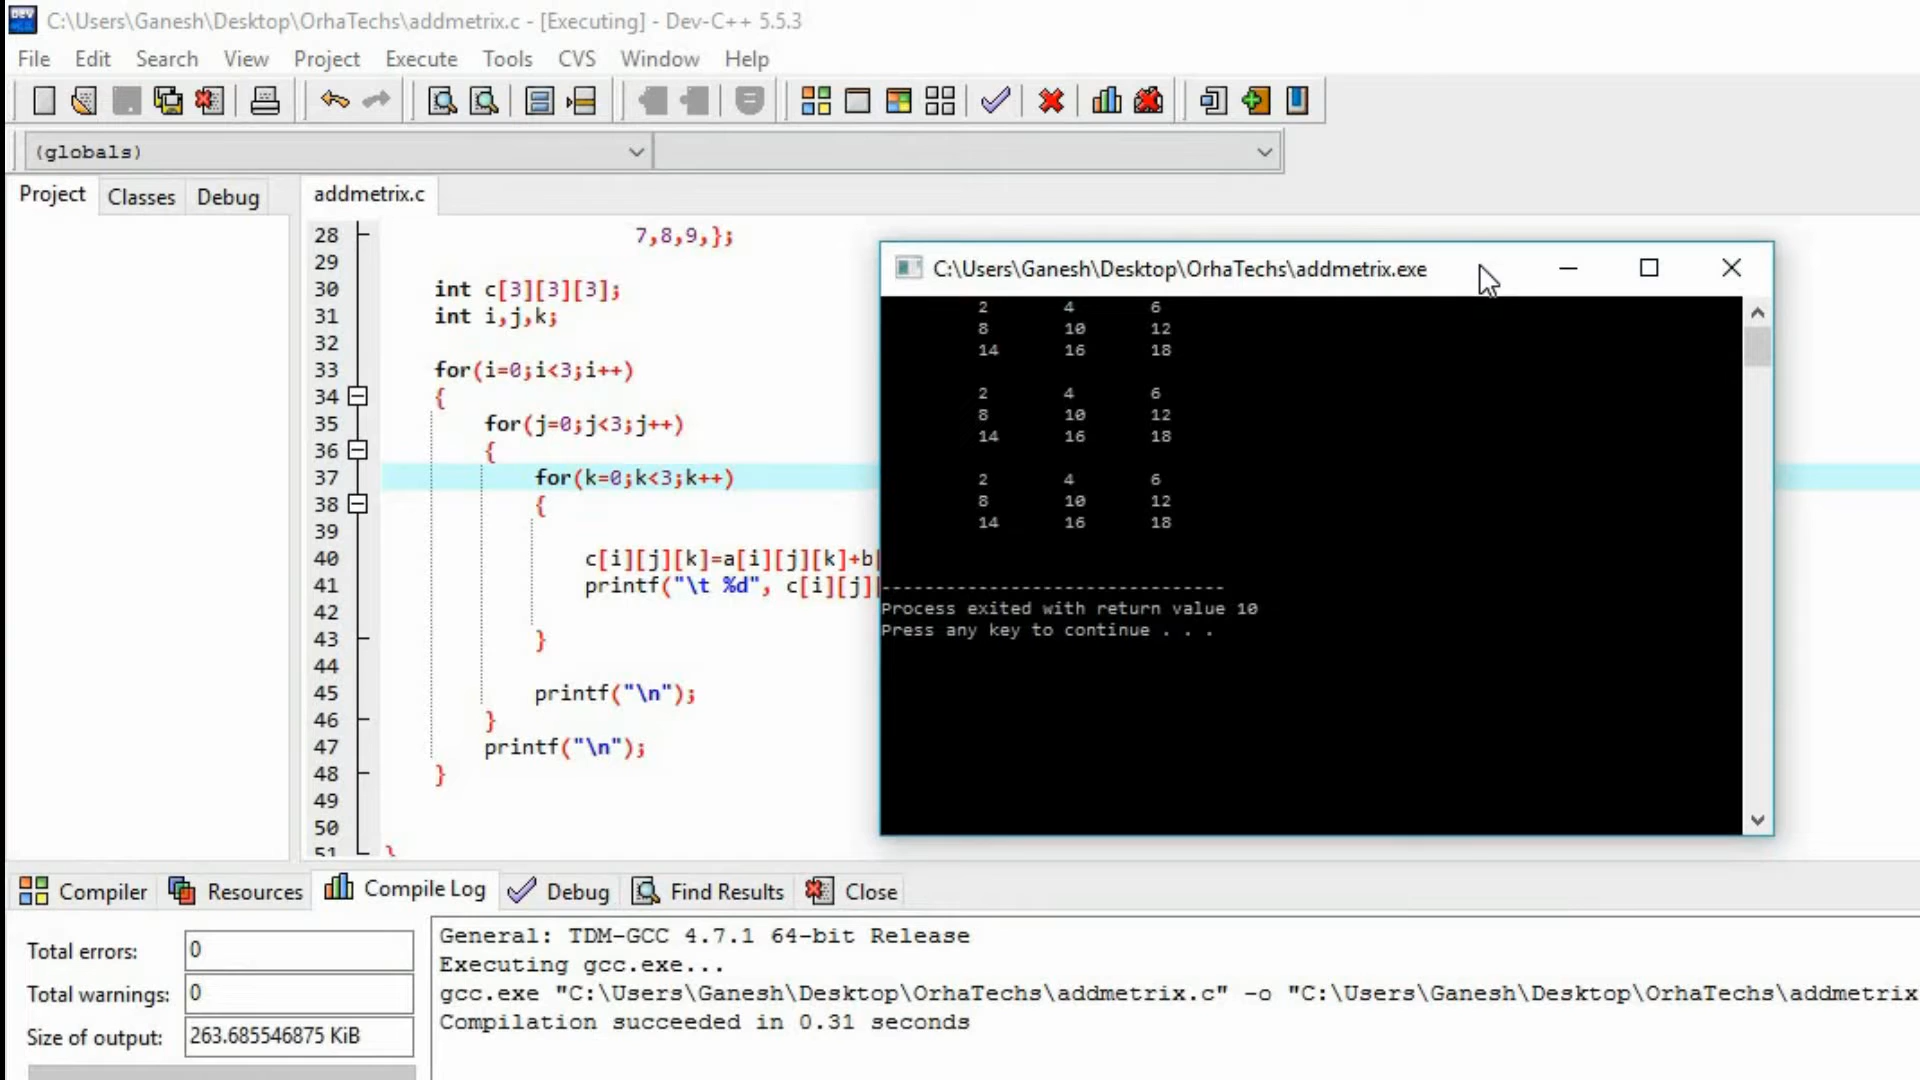 C:\Users\Ganesh\Desktop\OrhaTechs\addmetrix.c - [Executing] - Dev-C++ 5.5.3
File Edit Search View Project Execute Tools CVS Window Help
(globals)
Project Classes Debug addmetrix.c
28 7,8,9,};
29
30 int c[3][3][3];
31 int i,j,k;
32
33 for(i=0;i<3;i++)
34 {
35 for(j=0;j<3;j++)
36 {
37 for(k=0;k<3;k++)
38 {
39
40 c[i][j][k]=a[i][j][k]+b
41 printf("\t %d", c[i][j]
42
43 }
44
45 printf("\n");
46 }
47 printf("\n");
48 }
49
50
51 }
C:\Users\Ganesh\Desktop\OrhaTechs\addmetrix.exe
2 4 6
8 10 12
14 16 18
2 4 6
8 10 12
14 16 18
2 4 6
8 10 12
14 16 18
--------------------------------
Process exited with return value 10
Press any key to continue . . .
Compiler Resources Compile Log Debug Find Results Close
Total errors: 0
Total warnings: 0
Size of output: 263.685546875 KiB
General: TDM-GCC 4.7.1 64-bit Release
Executing gcc.exe...
gcc.exe "C:\Users\Ganesh\Desktop\OrhaTechs\addmetrix.c" -o "C:\Users\Ganesh\Desktop\OrhaTechs\addmetrix
Compilation succeeded in 0.31 seconds